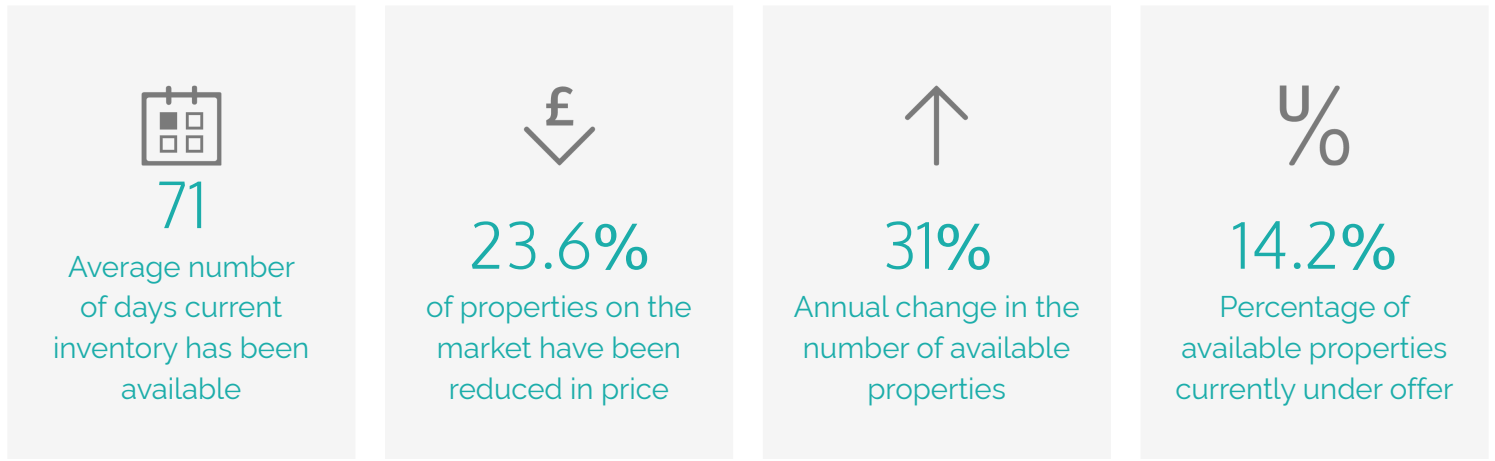 71
Average number
of days current
inventory has been
available
£
23.6%
of properties on the
market have been
reduced in price
31%
Annual change in the
number of available
properties
U/O
14.2%
Percentage of
available properties
currently under offer